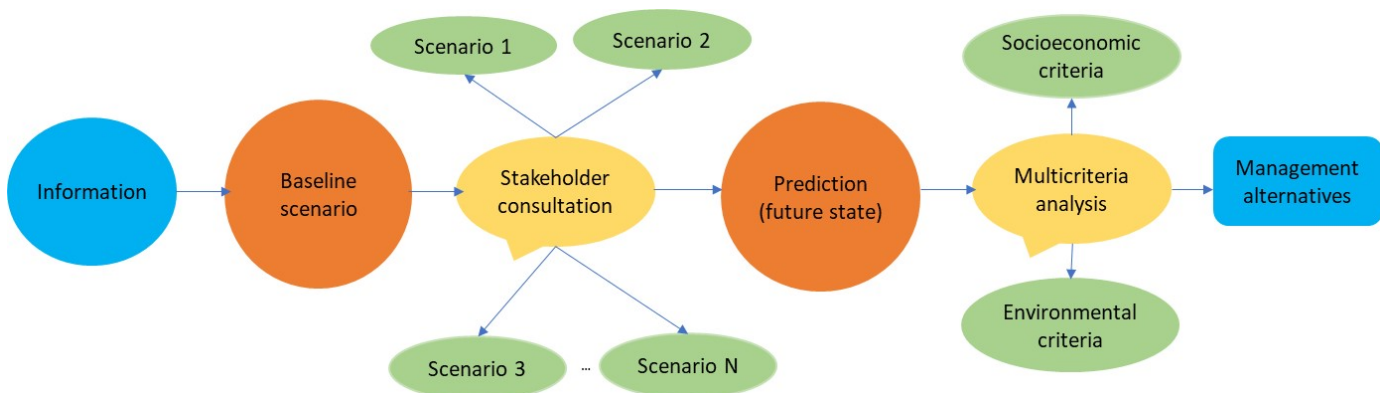 Information
Baseline
scenario
Scenario 1
Scenario 2
Stakeholder
consultation
Scenario 3
...
Scenario N
Prediction
(future state)
Socioeconomic
criteria
Multicriteria
analysis
Environmental
criteria
Management
alternatives